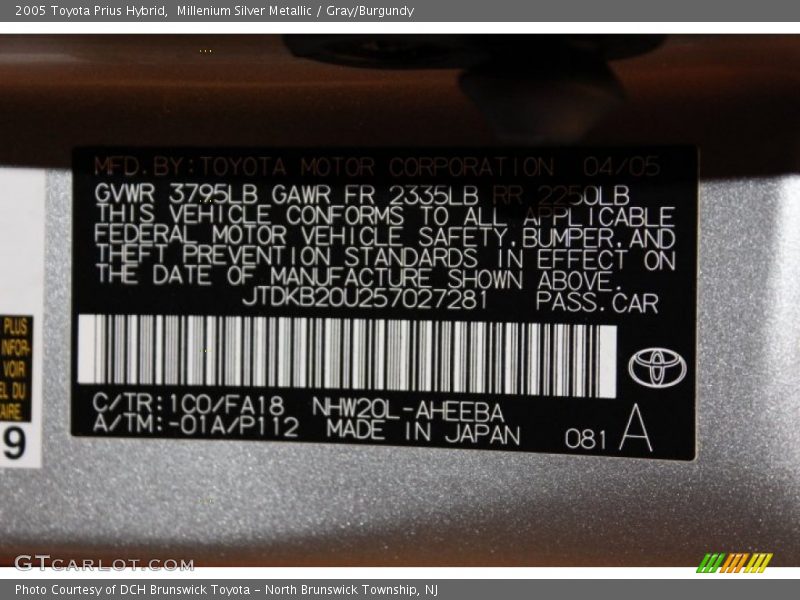 2005 Toyota Prius Hybrid, Millenium Silver Metallic / Gray/Burgundy
MFD. BY: TOYOTA MOTOR CORPORATION 04/05
GVWR 3795LB GAWR FR 2335LB RR 2250LB
THIS VEHICLE CONFORMS TO ALL APPLICABLE
FEDERAL MOTOR VEHICLE SAFETY, BUMPER, AND
THEFT PREVENTION STANDARDS IN EFFECT ON
THE DATE OF MANUFACTURE SHOWN ABOVE.
JTDKB20U257027281 PASS. CAR
C/TR: 1C0/FA18 NHW20L-AHEEBA
A/TM: -01A/P112 MADE IN JAPAN 081 A
PLUS
INFOR-
VOIR
EL DU
AIRE
9
GTCARLOT.COM
Photo Courtesy of DCH Brunswick Toyota - North Brunswick Township, NJ